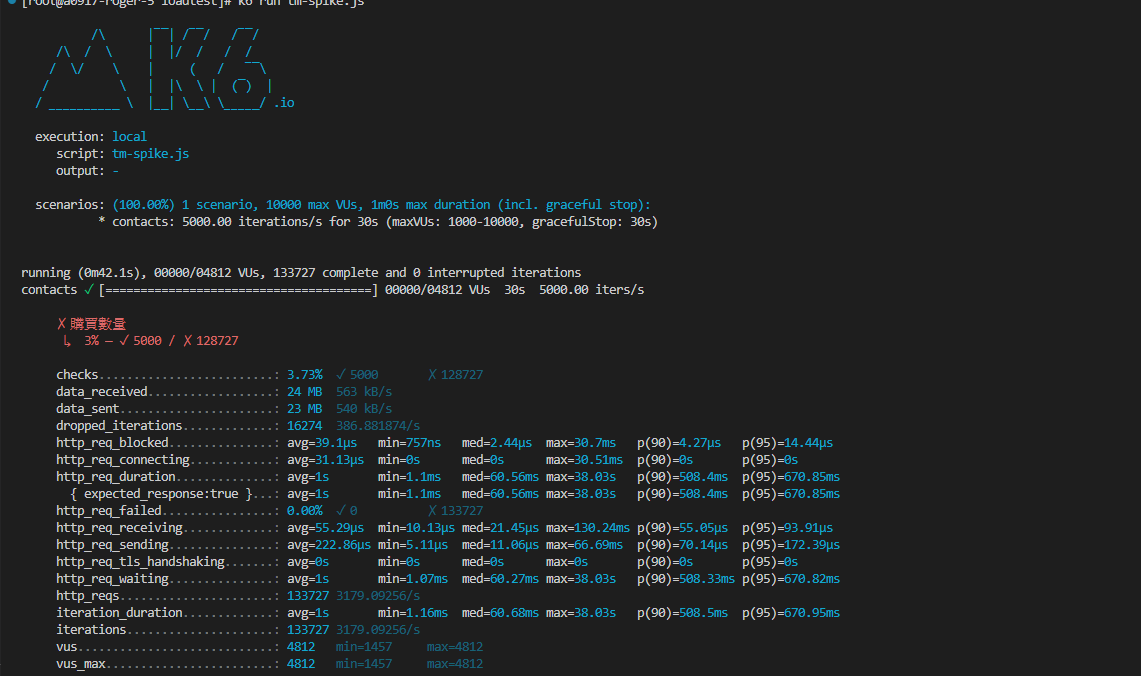 [root@a0917-roger-5 loadtest]# k6 run tm-spike.js
.io
execution: local
script: tm-spike.js
output: -
scenarios: (100.00%) 1 scenario, 10000 max VUs, 1m0s max duration (incl. graceful stop):
* contacts: 5000.00 iterations/s for 30s (maxVUs: 1000-10000, gracefulStop: 30s)
running (0m42.1s), 00000/04812 VUs, 133727 complete and 0 interrupted iterations
contacts ✓ [======================================] 00000/04812 VUs  30s  5000.00 iters/s
✗ 購買數量
↳  3% — ✓ 5000 / ✗ 128727
checks.........................: 3.73%  ✓ 5000       ✗ 128727
data_received..................: 24 MB  563 kB/s
data_sent......................: 23 MB  540 kB/s
dropped_iterations.............: 16274  386.881874/s
http_req_blocked...............: avg=39.1µs   min=757ns   med=2.44µs  max=30.7ms   p(90)=4.27µs   p(95)=14.44µs
http_req_connecting............: avg=31.13µs  min=0s      med=0s      max=30.51ms  p(90)=0s       p(95)=0s
http_req_duration..............: avg=1s       min=1.1ms   med=60.56ms max=38.03s   p(90)=508.4ms  p(95)=670.85ms
{ expected_response:true }...: avg=1s       min=1.1ms   med=60.56ms max=38.03s   p(90)=508.4ms  p(95)=670.85ms
http_req_failed................: 0.00%  ✓ 0          ✗ 133727
http_req_receiving.............: avg=55.29µs  min=10.13µs med=21.45µs max=130.24ms p(90)=55.05µs  p(95)=93.91µs
http_req_sending...............: avg=222.86µs min=5.11µs  med=11.06µs max=66.69ms  p(90)=70.14µs  p(95)=172.39µs
http_req_tls_handshaking.......: avg=0s       min=0s      med=0s      max=0s       p(90)=0s       p(95)=0s
http_req_waiting...............: avg=1s       min=1.07ms  med=60.27ms max=38.03s   p(90)=508.33ms p(95)=670.82ms
http_reqs......................: 133727 3179.09256/s
iteration_duration.............: avg=1s       min=1.16ms  med=60.68ms max=38.03s   p(90)=508.5ms  p(95)=670.95ms
iterations.....................: 133727 3179.09256/s
vus............................: 4812   min=1457     max=4812
vus_max........................: 4812   min=1457     max=4812